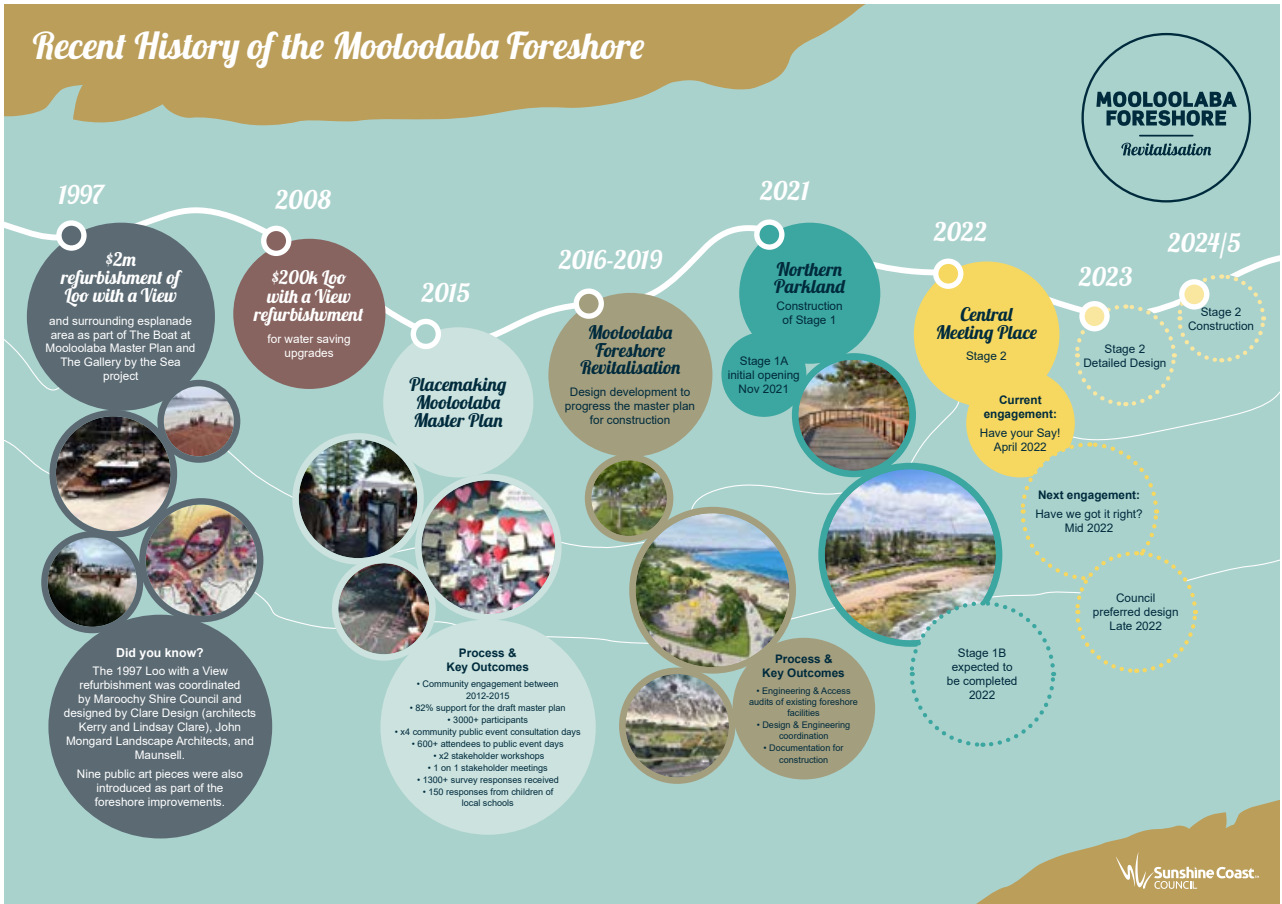 Recent History of the Mooloolaba Foreshore
MOOLOOLABA
FORESHORE
Revitalisation
1997
$2m
refurbishment of
Loo with a View
and surrounding esplanade
area as part of The Boat at
Mooloolaba Master Plan and
The Gallery by the Sea
project
Did you know?
The 1997 Loo with a View
refurbishment was coordinated
by Maroochy Shire Council and
designed by Clare Design (architects
Kerry and Lindsay Clare), John
Mongard Landscape Architects, and
Maunsell.
Nine public art pieces were also
introduced as part of the
foreshore improvements.
2008
$200k Loo
with a View
refurbishvment
for water saving
upgrades
2015
Placemaking
Mooloolaba
Master Plan
Process &
Key Outcomes
• Community engagement between
2012-2015
• 82% support for the draft master plan
• 3000+ participants
• x4 community public event consultation days
• 600+ attendees to public event days
• x2 stakeholder workshops
• 1 on 1 stakeholder meetings
• 1300+ survey responses received
• 150 responses from children of
local schools
2016-2019
Mooloolaba
Foreshore
Revitalisation
Design development to
progress the master plan
for construction
Process &
Key Outcomes
• Engineering & Access
audits of existing foreshore
facilities
• Design & Engineering
coordination
• Documentation for
construction
2021
Northern
Parkland
Construction
of Stage 1
Stage 1A
initial opening
Nov 2021
Stage 1B
expected to
be completed
2022
2022
Central
Meeting Place
Stage 2
Current
engagement:
Have your Say!
April 2022
Next engagement:
Have we got it right?
Mid 2022
Council
preferred design
Late 2022
2023
Stage 2
Detailed Design
2024/5
Stage 2
Construction
Sunshine Coast
COUNCIL